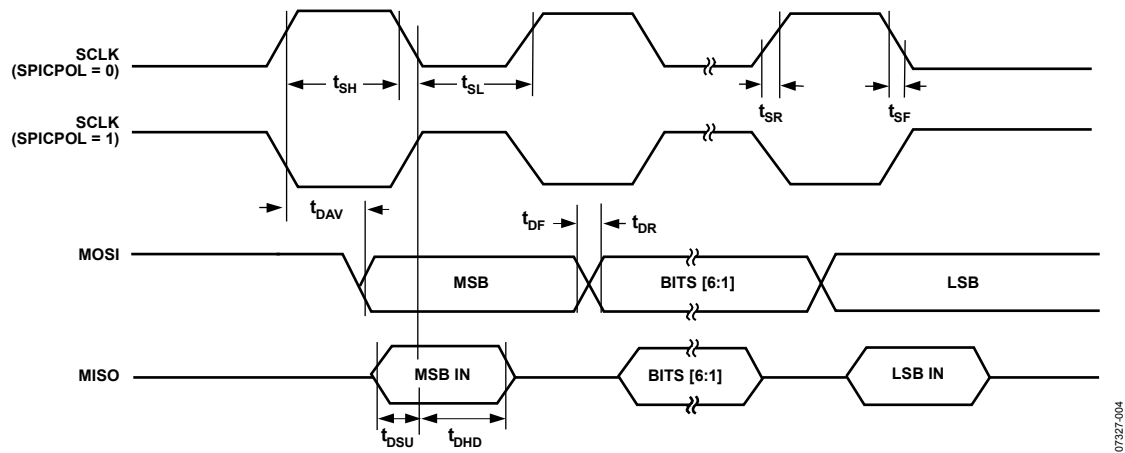 SCLK
(SPICPOL = 0)
tSH
tSL
tSR
tSF
SCLK
(SPICPOL = 1)
tDAV
tDF
tDR
MOSI
MSB
BITS [6:1]
LSB
MISO
MSB IN
BITS [6:1]
LSB IN
tDSU
tDHD
07327-004